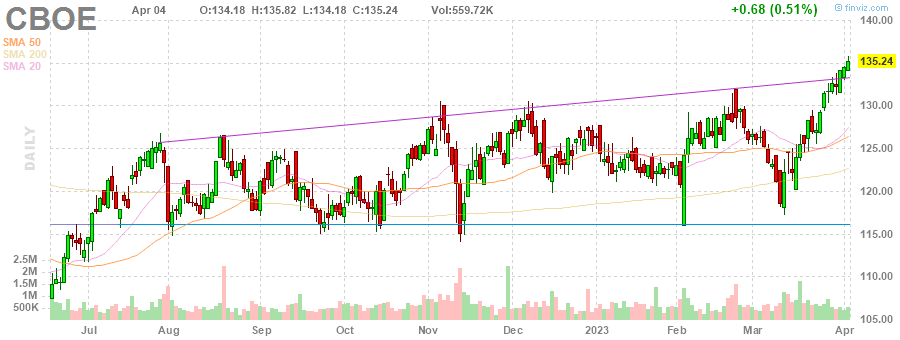 CBOE Apr 04 O:134.18 H:135.82 L:134.18 C:135.24 Vol:559.72K +0.68 (0.51%) finviz.com
SMA 50
SMA 200
SMA 20
DAILY
140.00
135.24
130.00
125.00
120.00
115.00
110.00
105.00
2.5M
2M
1.5M
1M
500K
Jul Aug Sep Oct Nov Dec 2023 Feb Mar Apr